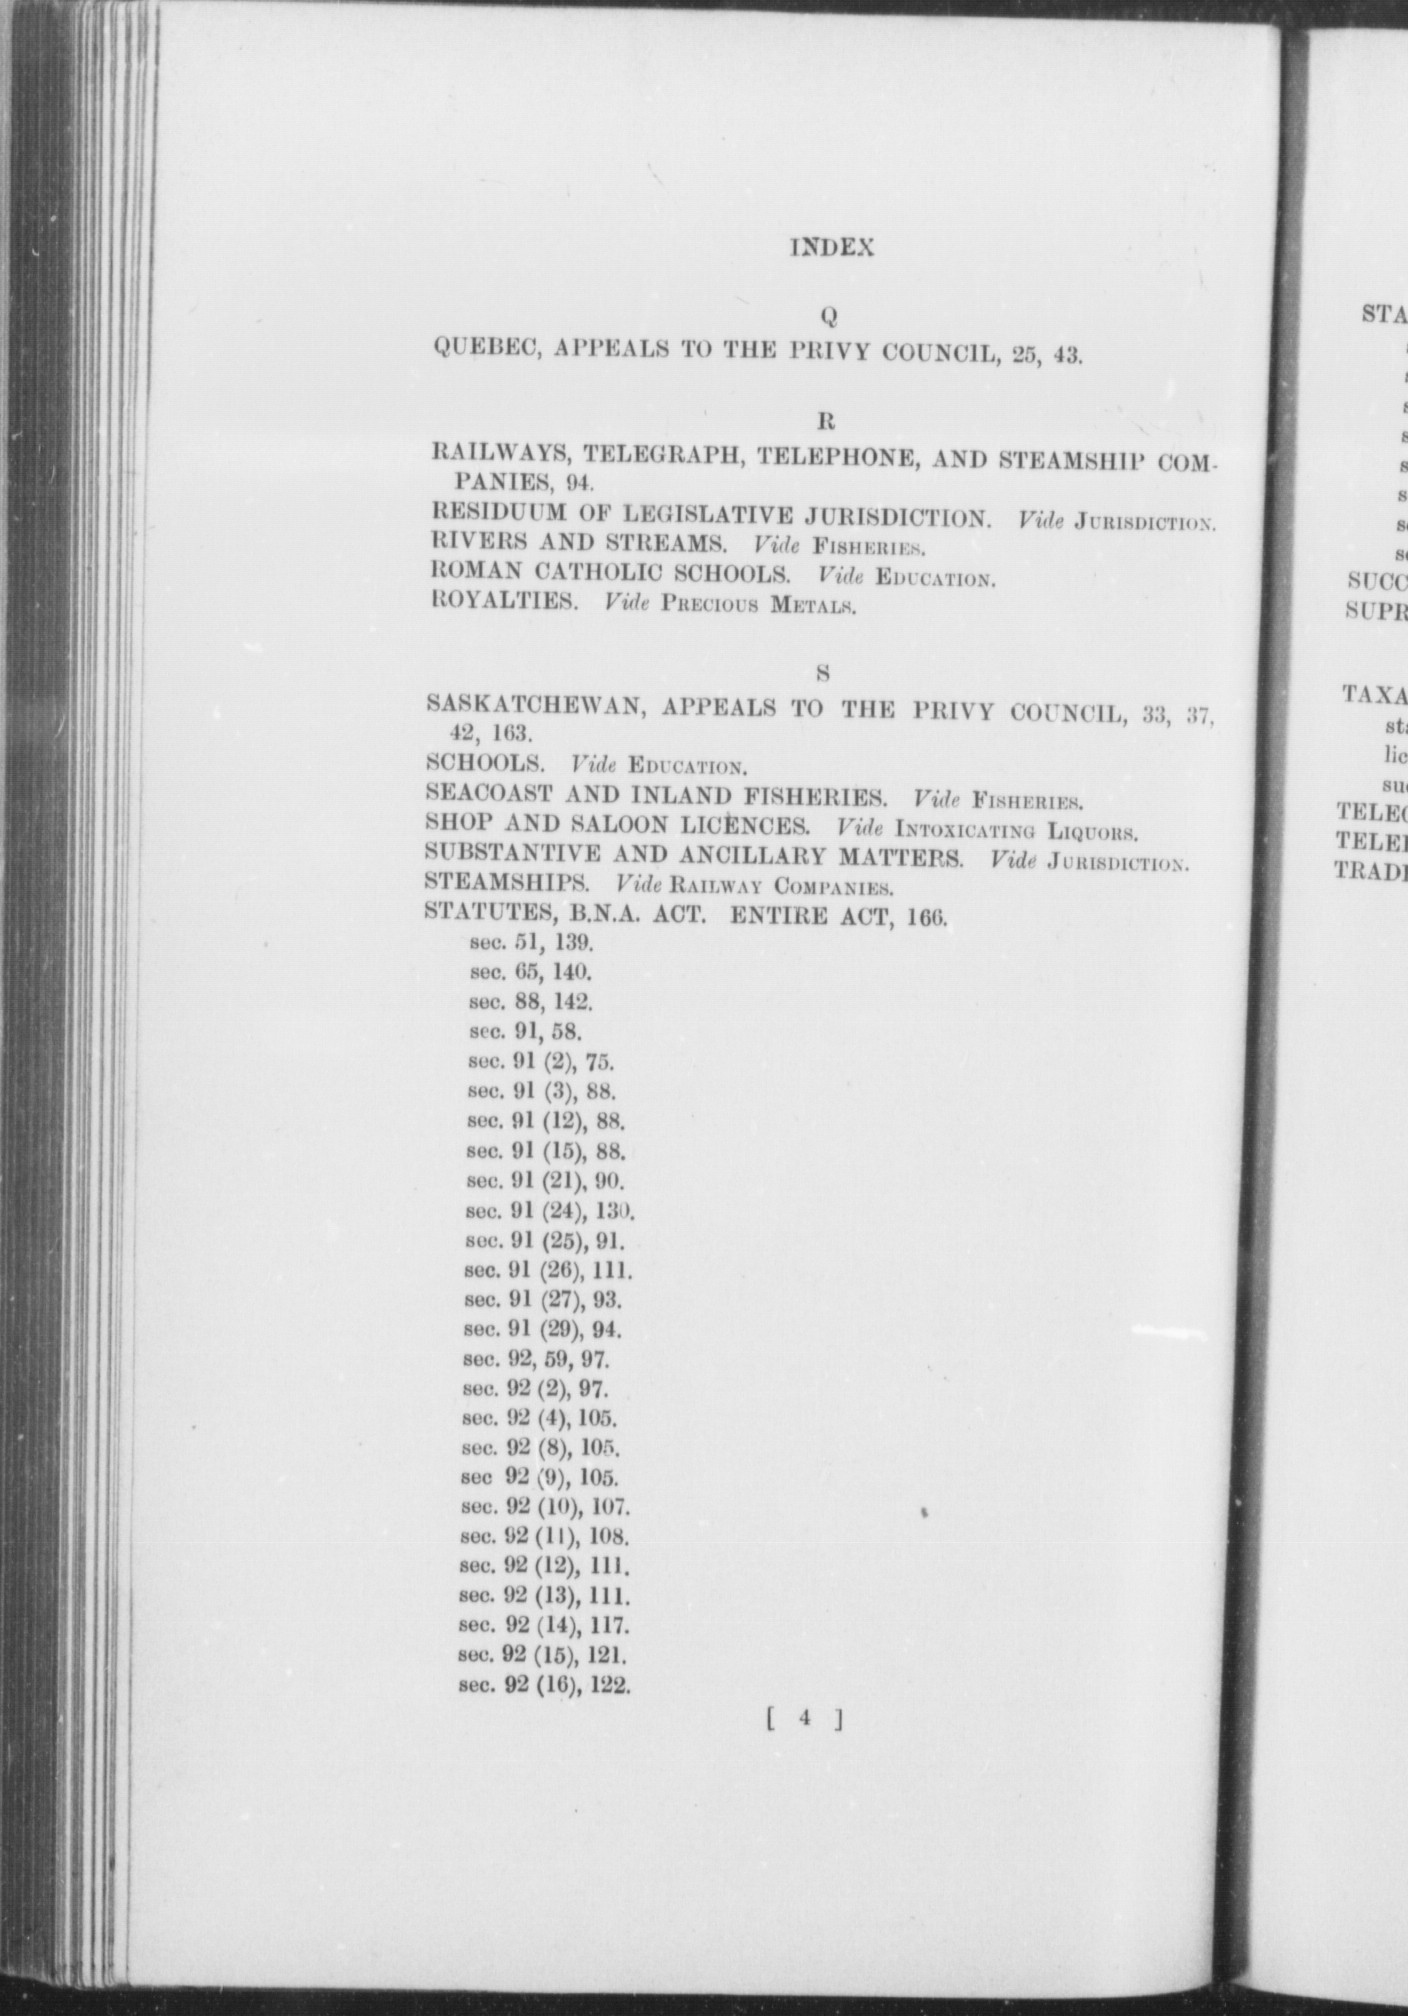 INDEX
Q
QUEBEC, APPEALS TO THE PRIVY COUNCIL, 25, 43.
R
RAILWAYS, TELEGRAPH, TELEPHONE, AND STEAMSHIP COM-
PANIES, 94.
RESIDUUM OF LEGISLATIVE JURISDICTION. Vide JURISDICTION.
RIVERS AND STREAMS. Vide FISHERIES.
ROMAN CATHOLIC SCHOOLS. Vide EDUCATION.
ROYALTIES. Vide PRECIOUS METALS.
S
SASKATCHEWAN, APPEALS TO THE PRIVY COUNCIL, 33, 37,
42, 163.
SCHOOLS. Vide EDUCATION.
SEACOAST AND INLAND FISHERIES. Vide FISHERIES.
SHOP AND SALOON LICENCES. Vide INTOXICATING LIQUORS.
SUBSTANTIVE AND ANCILLARY MATTERS. Vide JURISDICTION.
STEAMSHIPS. Vide RAILWAY COMPANIES.
STATUTES, B.N.A. ACT. ENTIRE ACT, 166.
sec. 51, 139.
sec. 65, 140.
sec. 88, 142.
sec. 91, 58.
sec. 91 (2), 75.
sec. 91 (3), 88.
sec. 91 (12), 88.
sec. 91 (15), 88.
sec. 91 (21), 90.
sec. 91 (24), 130.
sec. 91 (25), 91.
sec. 91 (26), 111.
sec. 91 (27), 93.
sec. 91 (29), 94.
sec. 92, 59, 97.
sec. 92 (2), 97.
sec. 92 (4), 105.
sec. 92 (8), 105.
sec 92 (9), 105.
sec. 92 (10), 107.
sec. 92 (11), 108.
sec. 92 (12), 111.
sec. 92 (13), 111.
sec. 92 (14), 117.
sec. 92 (15), 121.
sec. 92 (16), 122.
[ 4 ]
STA
SUCC
SUPR
TAXA
sta
lic
suc
TELEG
TELE
TRAD